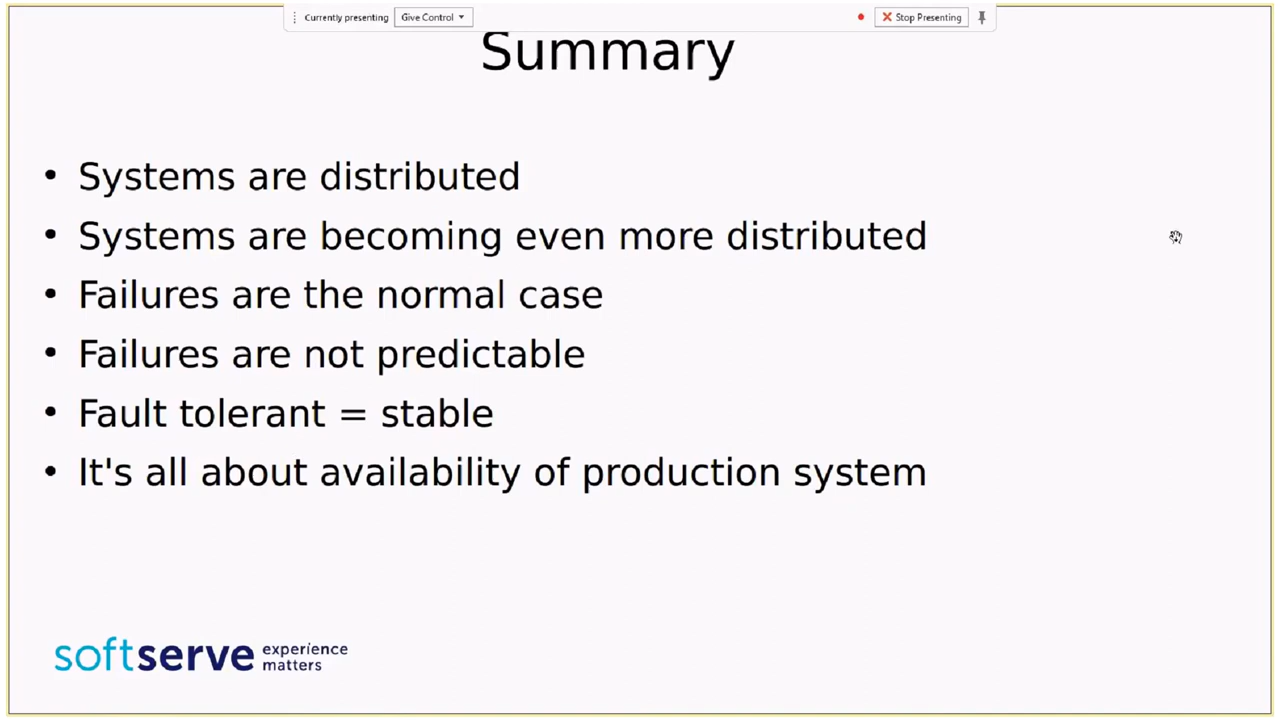 Currently presenting Give Control Stop Presenting
Summary
• Systems are distributed
• Systems are becoming even more distributed
• Failures are the normal case
• Failures are not predictable
• Fault tolerant = stable
• It's all about availability of production system
softserve experience
matters